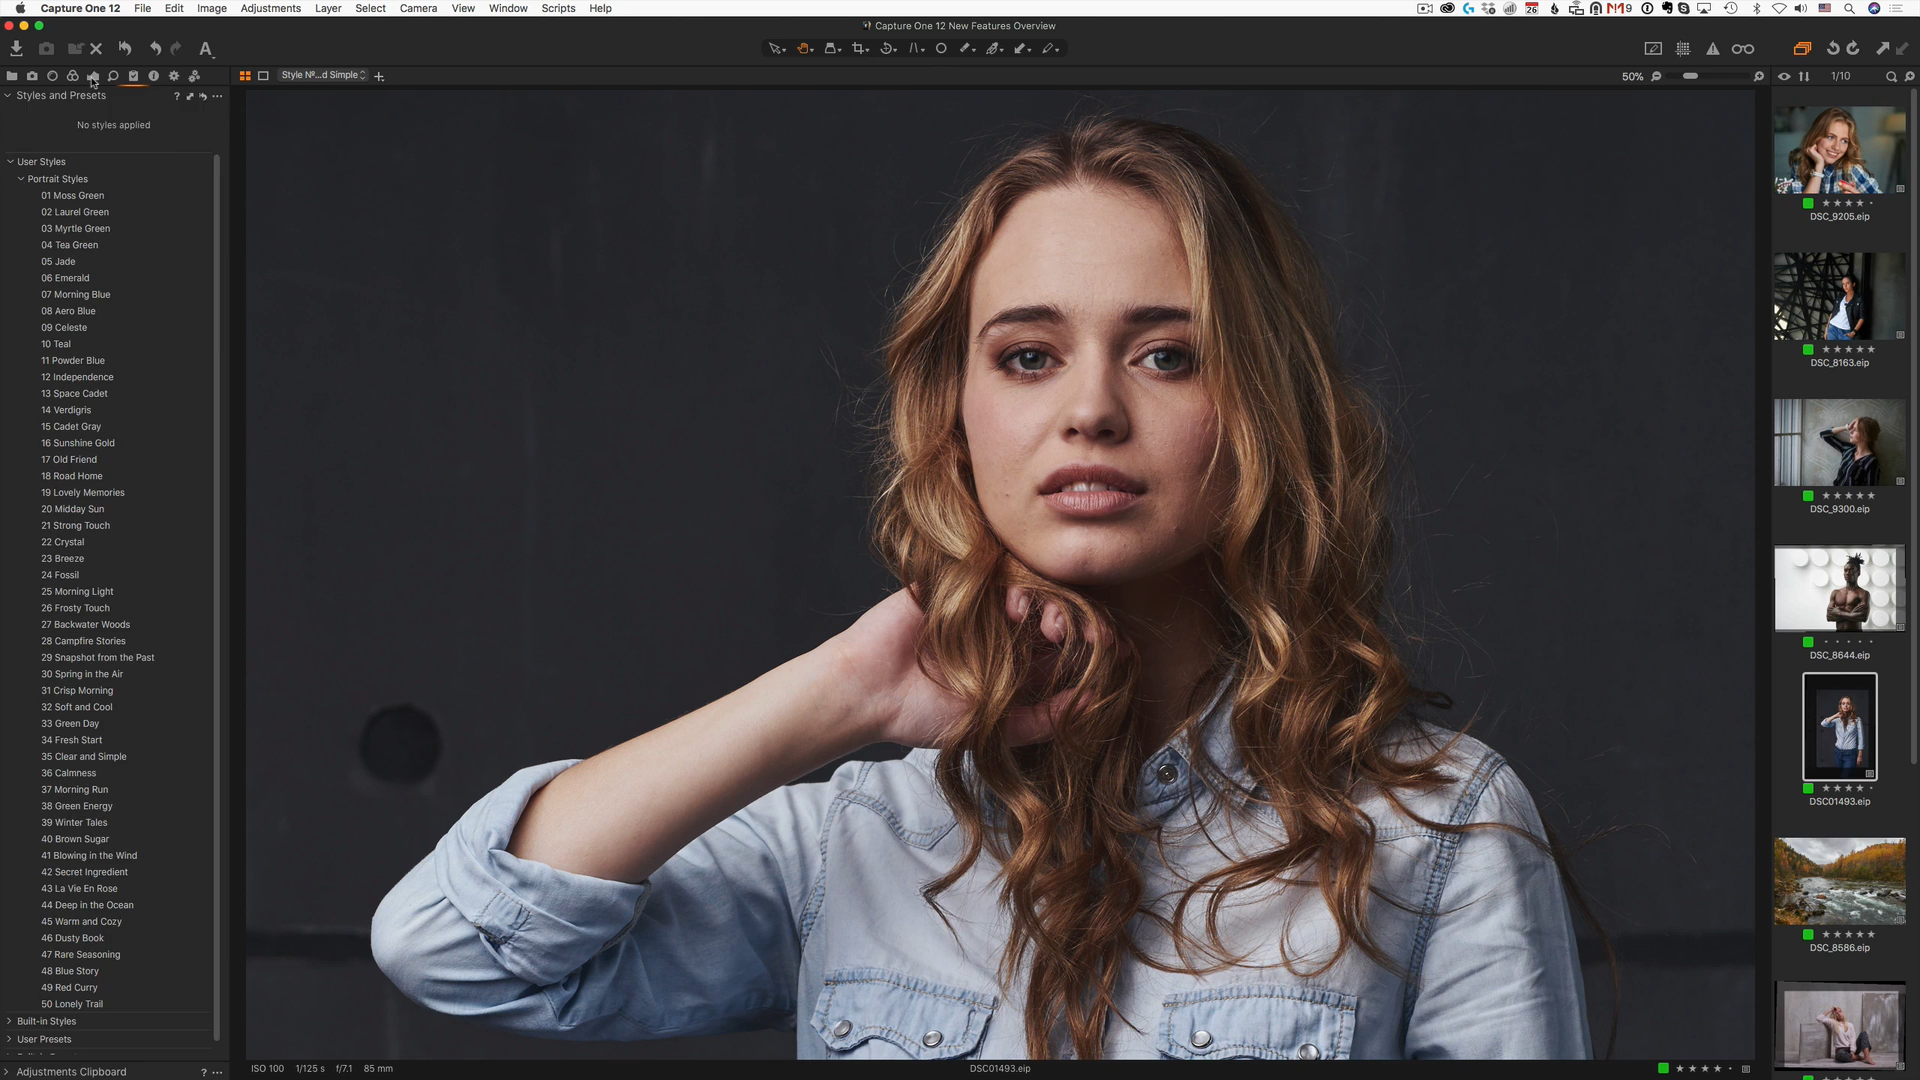 Capture One 12 File Edit Image Adjustments Layer Select Camera View Window Scripts Help 26 9
Capture One 12 New Features Overview
A
Style Nº...d Simple 50% 1/10
Styles and Presets ? ...
No styles applied
User Styles
Portrait Styles
01 Moss Green
02 Laurel Green
03 Myrtle Green
04 Tea Green
05 Jade
06 Emerald
07 Morning Blue
08 Aero Blue
09 Celeste
10 Teal
11 Powder Blue
12 Independence
13 Space Cadet
14 Verdigris
15 Cadet Gray
16 Sunshine Gold
17 Old Friend
18 Road Home
19 Lovely Memories
20 Midday Sun
21 Strong Touch
22 Crystal
23 Breeze
24 Fossil
25 Morning Light
26 Frosty Touch
27 Backwater Woods
28 Campfire Stories
29 Snapshot from the Past
30 Spring in the Air
31 Crisp Morning
32 Soft and Cool
33 Green Day
34 Fresh Start
35 Clear and Simple
36 Calmness
37 Morning Run
38 Green Energy
39 Winter Tales
40 Brown Sugar
41 Blowing in the Wind
42 Secret Ingredient
43 La Vie En Rose
44 Deep in the Ocean
45 Warm and Cozy
46 Dusty Book
47 Rare Seasoning
48 Blue Story
49 Red Curry
50 Lonely Trail
Built-in Styles
User Presets
Adjustments Clipboard ? ...
ISO 100 1/125 s f/7.1 85 mm DSC01493.eip
DSC_9205.eip
DSC_8163.eip
DSC_9300.eip
DSC_8644.eip
DSC01493.eip
DSC_8586.eip